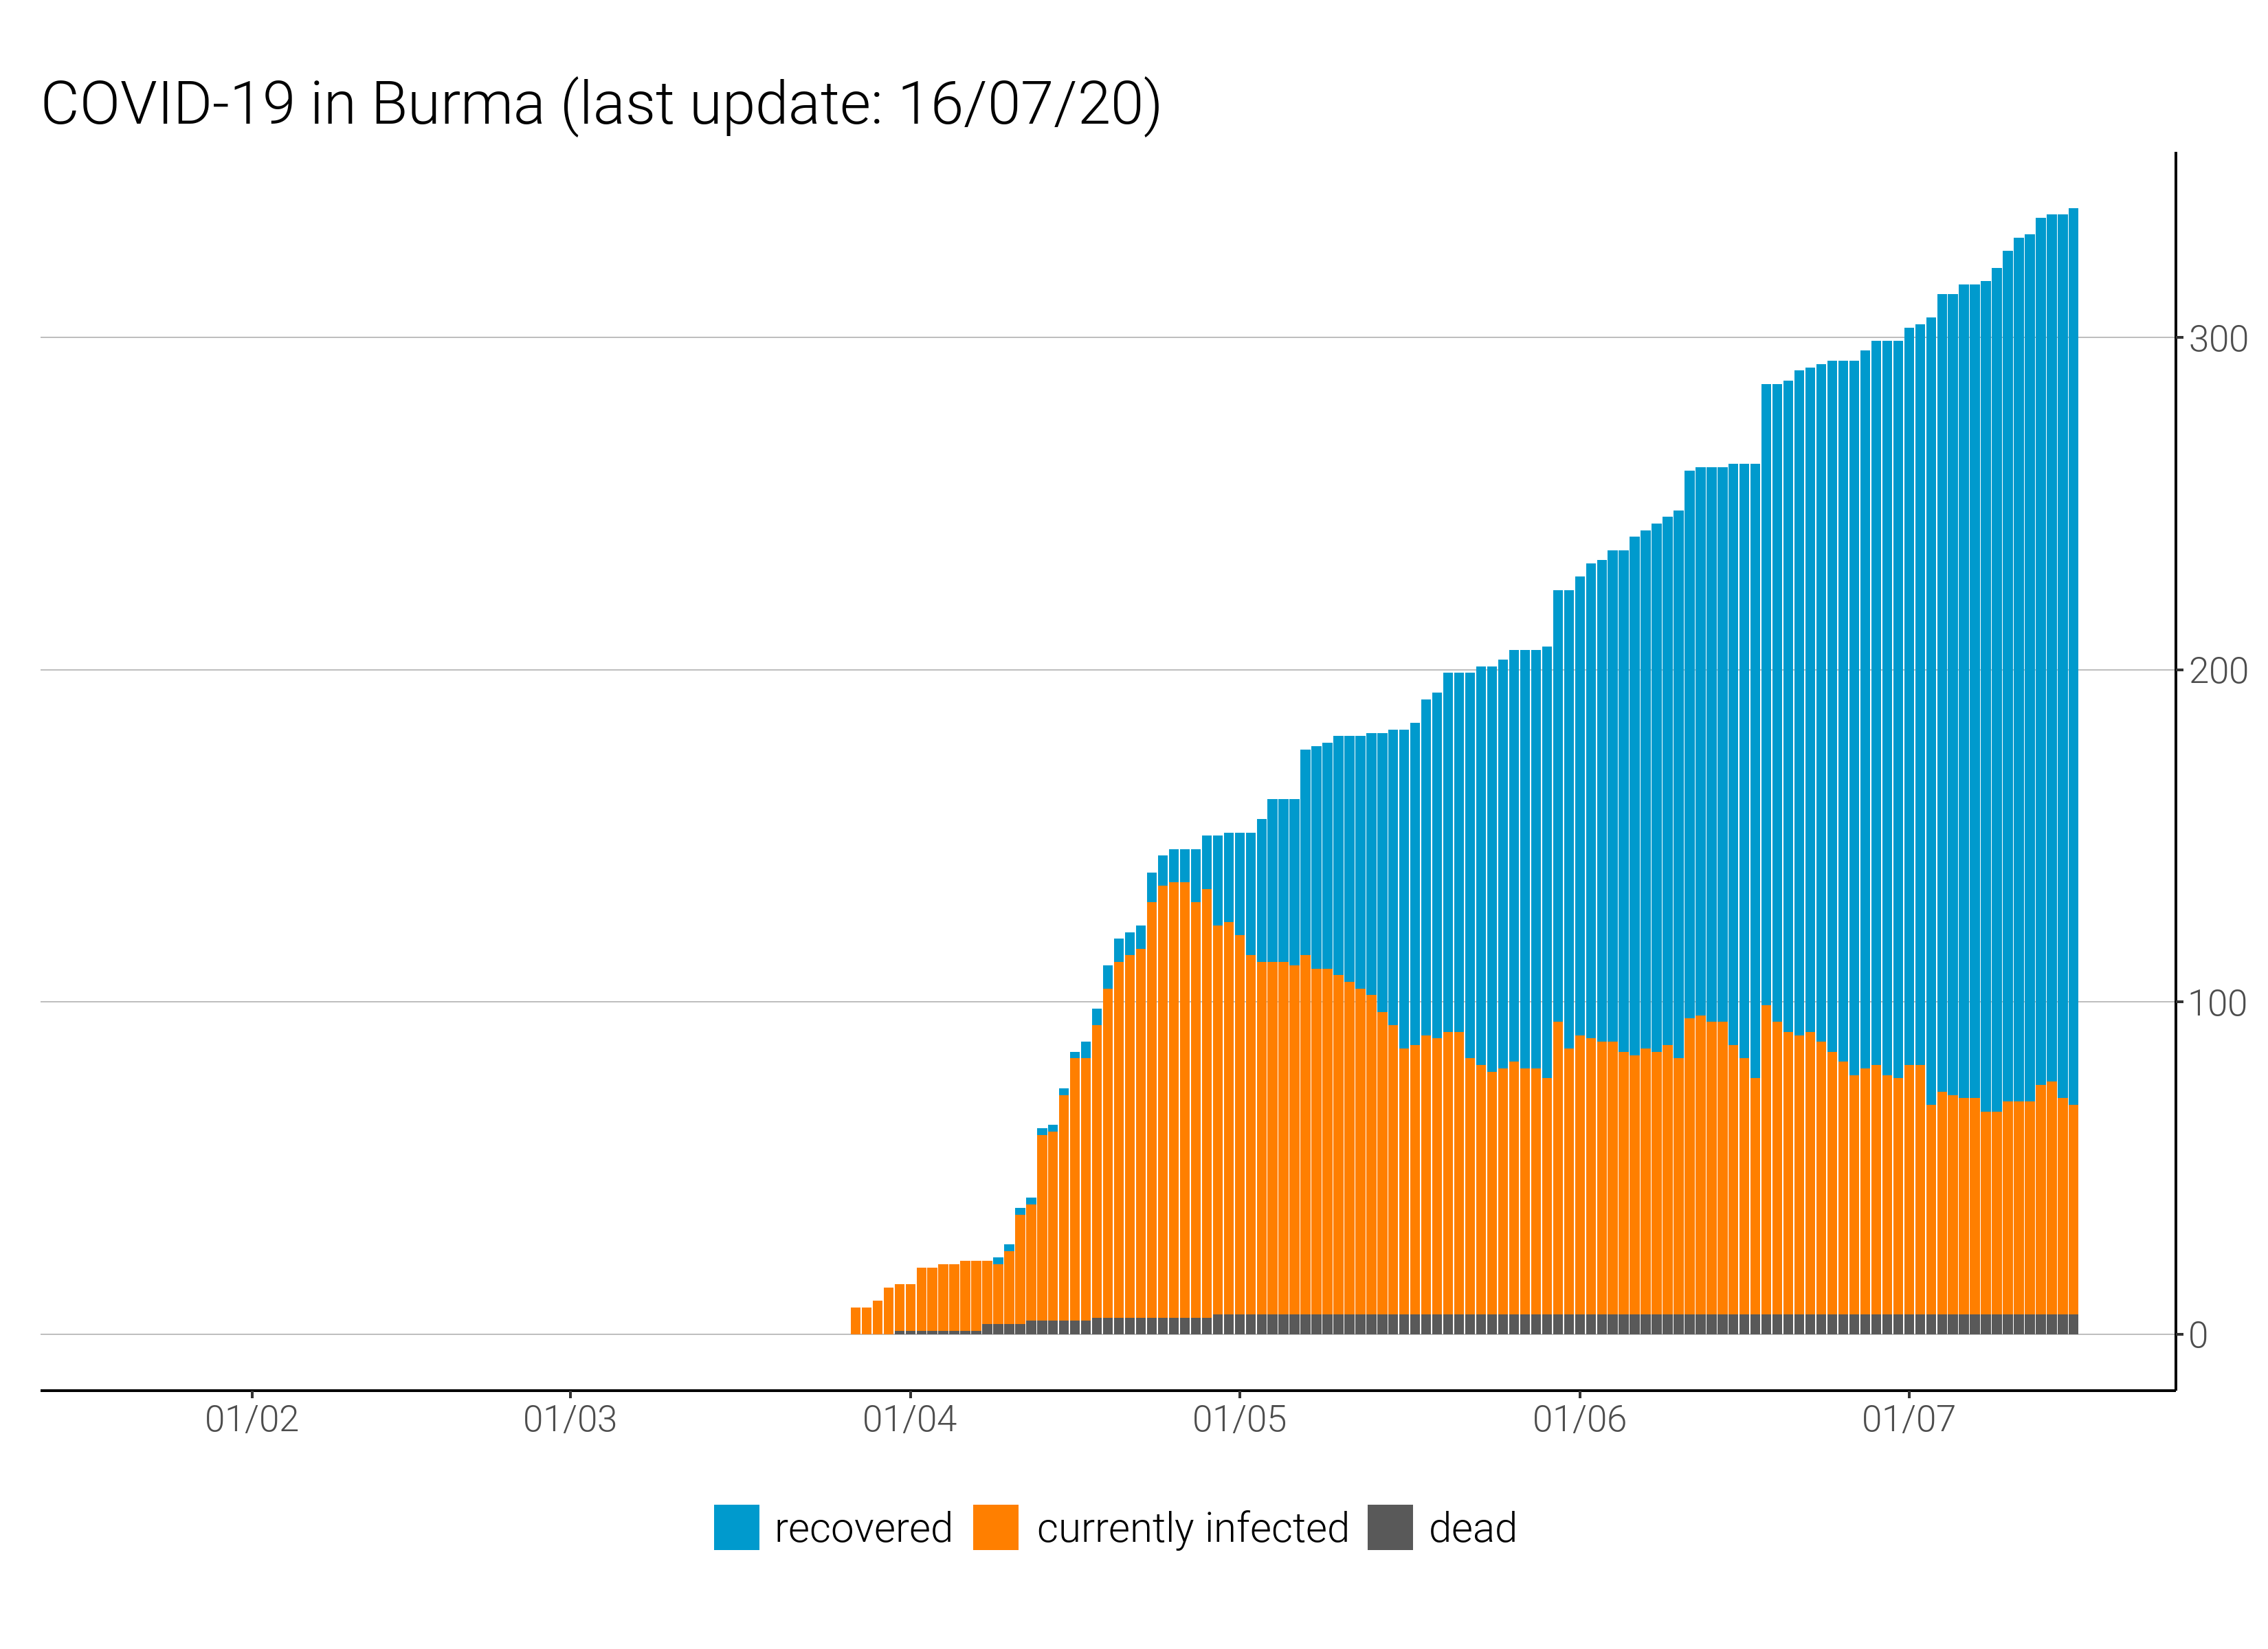 COVID-19 in Burma (last update: 16/07/20)
300
200
100
0
01/02 01/03 01/04 01/05 01/06 01/07
recovered currently infected dead